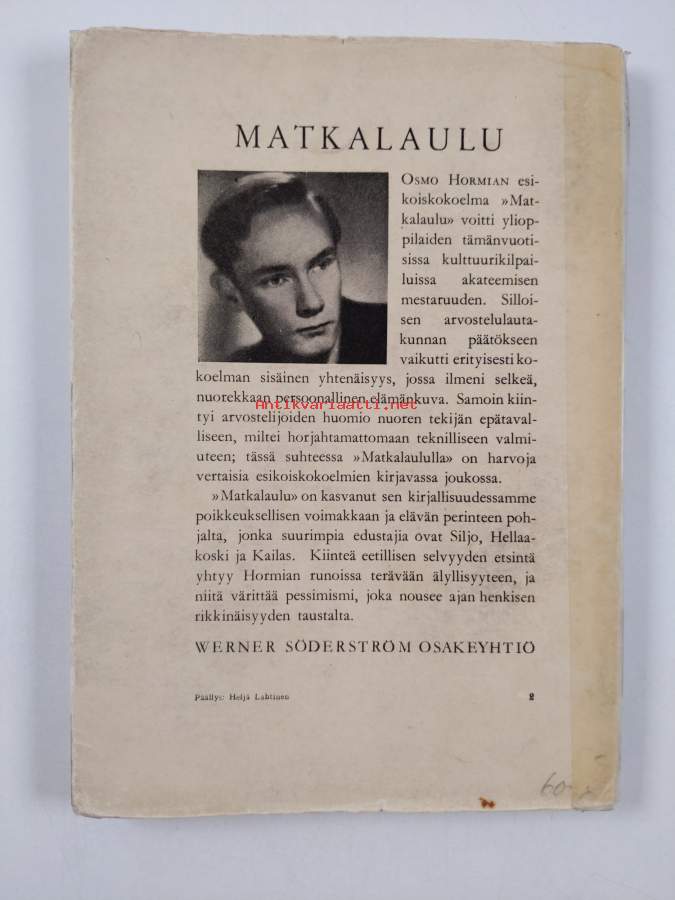 MATKALAULU
OSMO HORMIAN esi-
koiskokoelma »Mat-
kalaulu» voitti yliop-
pilaiden tämänvuoti-
sissa kulttuurikilpai-
luissa akateemisen
mestaruuden. Silloi-
sen arvostelulauta-
kunnan päätökseen
vaikutti erityisesti ko-
koelman sisäinen yhtenäisyys, jossa ilmeni selkeä,
nuorekkaan persoonallinen elämänkuva. Samoin kiin-
Antikvariaatti.net
tyi arvostelijoiden huomio nuoren tekijän epätaval-
liseen, miltei horjahtamattomaan teknilliseen valmi-
uteen; tässä suhteessa »Matkalaululla» on harvoja
vertaisia esikoiskokoelmien kirjavassa joukossa.
»Matkalaulu» on kasvanut sen kirjallisuudessamme
poikkeuksellisen voimakkaan ja elävän perinteen poh-
jalta, jonka suurimpia edustajia ovat Siljo, Hellaa-
koski ja Kailas. Kiinteä eetillisen selvyyden etsintä
yhtyy Hormian runoissa terävään älyllisyyteen, ja
niitä värittää pessimismi, joka nousee ajan henkisen
rikkinäisyyden taustalta.
WERNER SÖDERSTRÖM OSAKEYHTIÖ
Päällys: Heljä Lahtinen 2
60